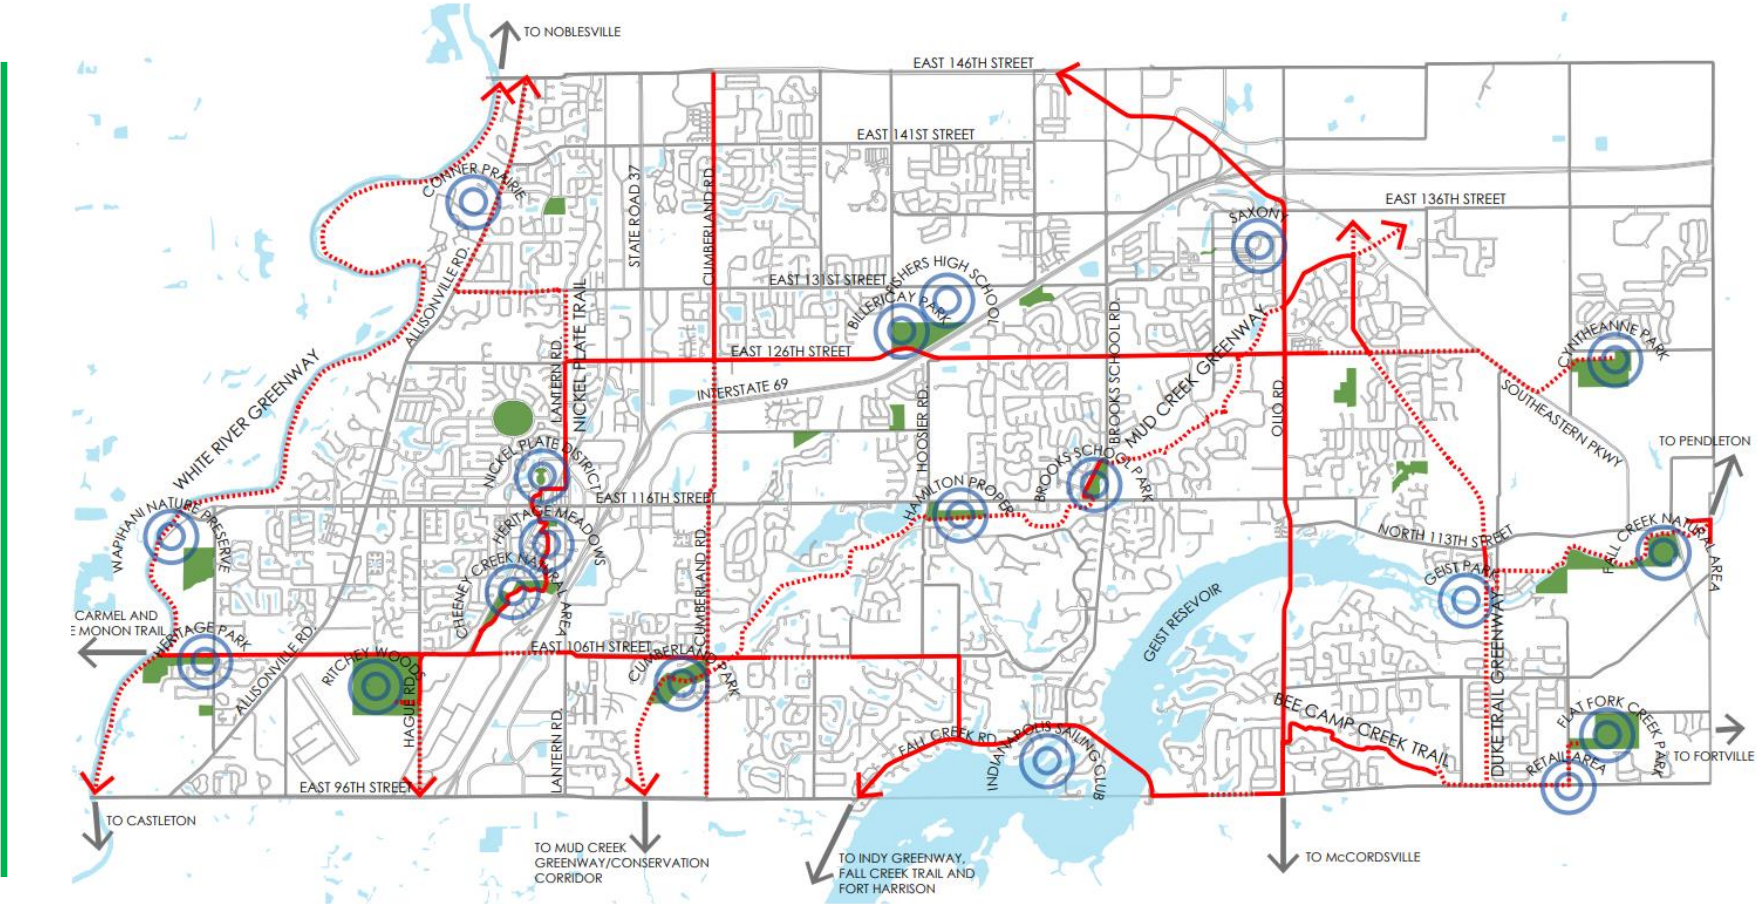 TO NOBLESVILLE
EAST 146TH STREET
EAST 141ST STREET
CONNER PRAIRIE
STATE ROAD 37
CUMBERLAND RD.
SAXONY
EAST 136TH STREET
ALLISONVILLE RD.
EAST 131ST STREET
FISHERS HIGH SCHOOL
BILLERICAY PARK
NICKEL PLATE TRAIL
LANTERN RD.
EAST 126TH STREET
BROOKS SCHOOL RD.
MUD CREEK GREENWAY
CYNTHEANNE PARK
WHITE RIVER GREENWAY
INTERSTATE 69
HOOSIER RD.
OLIO RD.
SOUTHEASTERN PKWY
TO PENDLETON
NICKEL PLATE DISTRICT
EAST 116TH STREET
HAMILTON PROPER
BROOKS SCHOOL PARK
WAPIHANI NATURE PRESERVE
HERITAGE MEADOWS
CHEENEY CREEK NATURAL AREA
CUMBERLAND RD.
NORTH 113TH STREET
FALL CREEK NATURAL AREA
GEIST PARK
GEIST RESEVOIR
CARMEL AND
E MONON TRAIL
HERITAGE PARK
ALLISONVILLE RD.
RITCHEY WOODS
HAGUE RD.
EAST 106TH STREET
CUMBERLAND PARK
LANTERN RD.
FALL CREEK RD.
INDIANAPOLIS SAILING CLUB
BEE CAMP CREEK TRAIL
DUKE TRAIL GREENWAY
FLAT FORK CREEK PARK
RETAIL AREA
TO FORTVILLE
EAST 96TH STREET
TO CASTLETON
TO MUD CREEK
GREENWAY/CONSERVATION
CORRIDOR
TO INDY GREENWAY,
FALL CREEK TRAIL AND
FORT HARRISON
TO McCORDSVILLE